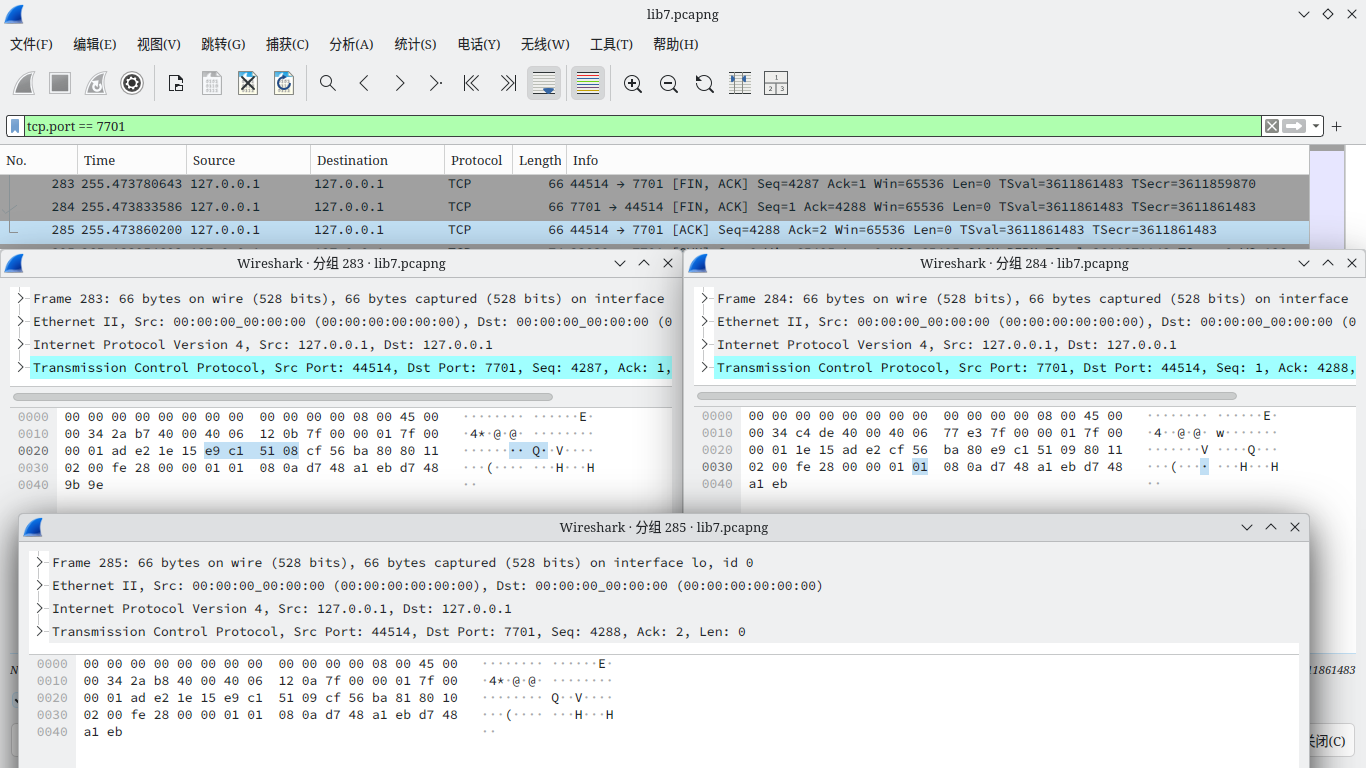 lib7.pcapng
文件(F) 编辑(E) 视图(V) 跳转(G) 捕获(C) 分析(A) 统计(S) 电话(Y) 无线(W) 工具(T) 帮助(H)
tcp.port == 7701
No. Time Source Destination Protocol Length Info
283 255.473780643 127.0.0.1 127.0.0.1 TCP 66 44514 → 7701 [FIN, ACK] Seq=4287 Ack=1 Win=65536 Len=0 TSval=3611861483 TSecr=3611859870
284 255.473833586 127.0.0.1 127.0.0.1 TCP 66 7701 → 44514 [FIN, ACK] Seq=1 Ack=4288 Win=65536 Len=0 TSval=3611861483 TSecr=3611861483
285 255.473860200 127.0.0.1 127.0.0.1 TCP 66 44514 → 7701 [ACK] Seq=4288 Ack=2 Win=65536 Len=0 TSval=3611861483 TSecr=3611861483
Wireshark · 分组 283 · lib7.pcapng
Frame 283: 66 bytes on wire (528 bits), 66 bytes captured (528 bits) on interface
Ethernet II, Src: 00:00:00_00:00:00 (00:00:00:00:00:00), Dst: 00:00:00_00:00:00 (0
Internet Protocol Version 4, Src: 127.0.0.1, Dst: 127.0.0.1
Transmission Control Protocol, Src Port: 44514, Dst Port: 7701, Seq: 4287, Ack: 1,
0000 00 00 00 00 00 00 00 00 00 00 00 00 08 00 45 00 ········ ······E·
0010 00 34 2a b7 40 00 40 06 12 0b 7f 00 00 01 7f 00 ·4*·@·@· ········
0020 00 01 ad e2 1e 15 e9 c1 51 08 cf 56 ba 80 80 11 ········ Q··V····
0030 02 00 fe 28 00 00 01 01 08 0a d7 48 a1 eb d7 48 ···(···· ···H···H
0040 9b 9e ··
Wireshark · 分组 284 · lib7.pcapng
Frame 284: 66 bytes on wire (528 bits), 66 bytes captured (528 bits) on interface
Ethernet II, Src: 00:00:00_00:00:00 (00:00:00:00:00:00), Dst: 00:00:00_00:00:00 (0
Internet Protocol Version 4, Src: 127.0.0.1, Dst: 127.0.0.1
Transmission Control Protocol, Src Port: 7701, Dst Port: 44514, Seq: 1, Ack: 4288,
0000 00 00 00 00 00 00 00 00 00 00 00 00 08 00 45 00 ········ ······E·
0010 00 34 c4 de 40 00 40 06 77 e3 7f 00 00 01 7f 00 ·4··@·@· w·······
0020 00 01 1e 15 ad e2 cf 56 ba 80 e9 c1 51 09 80 11 ·······V ····Q···
0030 02 00 fe 28 00 00 01 01 08 0a d7 48 a1 eb d7 48 ···(···· ···H···H
0040 a1 eb ··
Wireshark · 分组 285 · lib7.pcapng
Frame 285: 66 bytes on wire (528 bits), 66 bytes captured (528 bits) on interface lo, id 0
Ethernet II, Src: 00:00:00_00:00:00 (00:00:00:00:00:00), Dst: 00:00:00_00:00:00 (00:00:00:00:00:00)
Internet Protocol Version 4, Src: 127.0.0.1, Dst: 127.0.0.1
Transmission Control Protocol, Src Port: 44514, Dst Port: 7701, Seq: 4288, Ack: 2, Len: 0
0000 00 00 00 00 00 00 00 00 00 00 00 00 08 00 45 00 ········ ······E·
0010 00 34 2a b8 40 00 40 06 12 0a 7f 00 00 01 7f 00 ·4*·@·@· ········
0020 00 01 ad e2 1e 15 e9 c1 51 09 cf 56 ba 81 80 10 ········ Q··V····
0030 02 00 fe 28 00 00 01 01 08 0a d7 48 a1 eb d7 48 ···(···· ···H···H
0040 a1 eb ··
11861483
关闭(C)